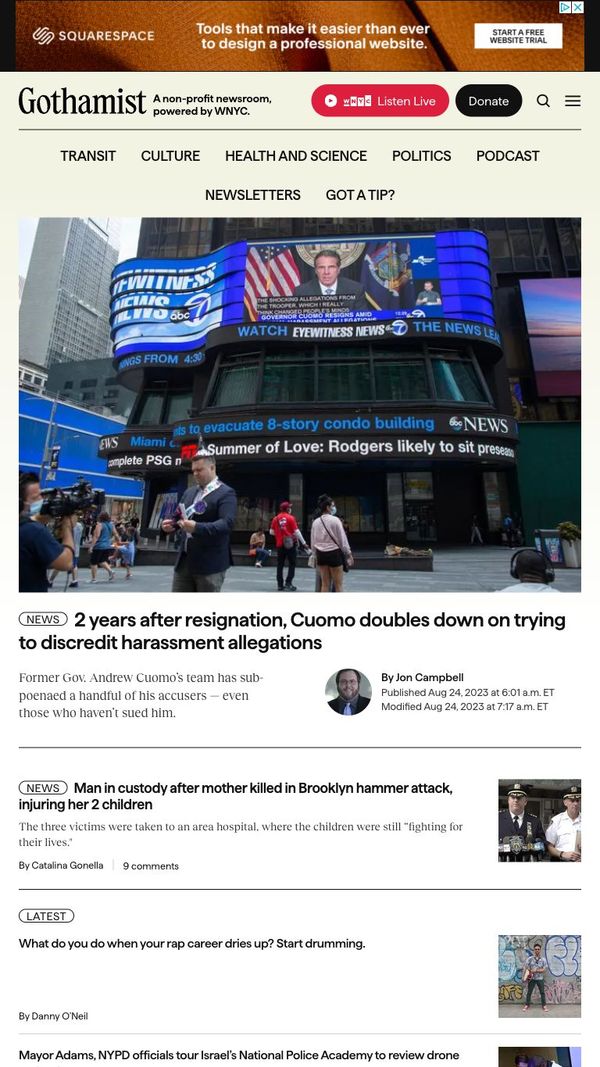 SQUARESPACE
Tools that make it easier than ever
to design a professional website.
START A FREE
WEBSITE TRIAL
Gothamist
A non-profit newsroom,
powered by WNYC.
WNYC Listen Live
Donate
TRANSIT CULTURE HEALTH AND SCIENCE POLITICS PODCAST
NEWSLETTERS GOT A TIP?
EYEWITNESS
NEWS abc 7
THE SHOCKING ALLEGATIONS FROM
THE TROOPER, WHICH I REALLY
THINK CHANGED PEOPLE'S MINDS
GOVERNOR CUOMO RESIGNS AMID
HARASSMENT ALLEGATIONS
WATCH EYEWITNESS NEWS abc 7 THE NEWS LEA
INGS FROM 4:30
ts to evacuate 8-story condo building abc NEWS
EWS Miami
complete PSG
Summer of Love: Rodgers likely to sit preseaso
NEWS 2 years after resignation, Cuomo doubles down on trying
to discredit harassment allegations
Former Gov. Andrew Cuomo's team has sub-
poenaed a handful of his accusers — even
those who haven't sued him.
By Jon Campbell
Published Aug 24, 2023 at 6:01 a.m. ET
Modified Aug 24, 2023 at 7:17 a.m. ET
NEWS Man in custody after mother killed in Brooklyn hammer attack,
injuring her 2 children
The three victims were taken to an area hospital, where the children were still "fighting for
their lives."
By Catalina Gonella 9 comments
LATEST
What do you do when your rap career dries up? Start drumming.
By Danny O'Neil
Mayor Adams, NYPD officials tour Israel's National Police Academy to review drone